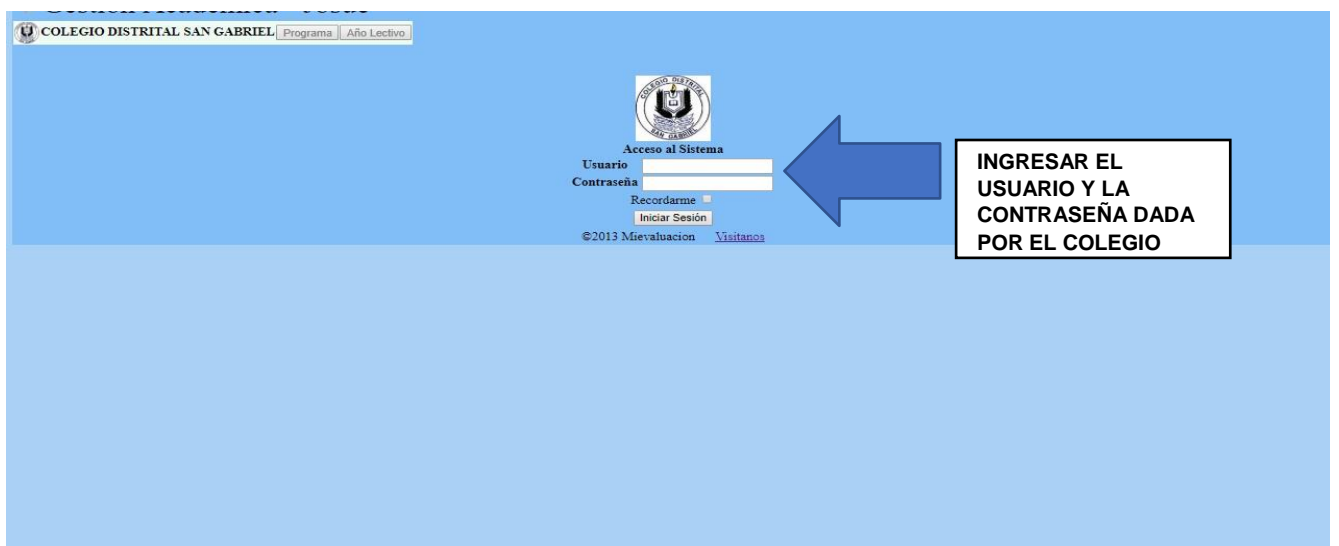 COLEGIO DISTRITAL SAN GABRIEL Programa Año Lectivo
COLEGIO DISTRITAL
SAN GABRIEL
Acceso al Sistema
Usuario
Contraseña
Recordarme
Iniciar Sesión
©2013 Mievaluacion Visitanos
INGRESAR EL
USUARIO Y LA
CONTRASEÑA DADA
POR EL COLEGIO